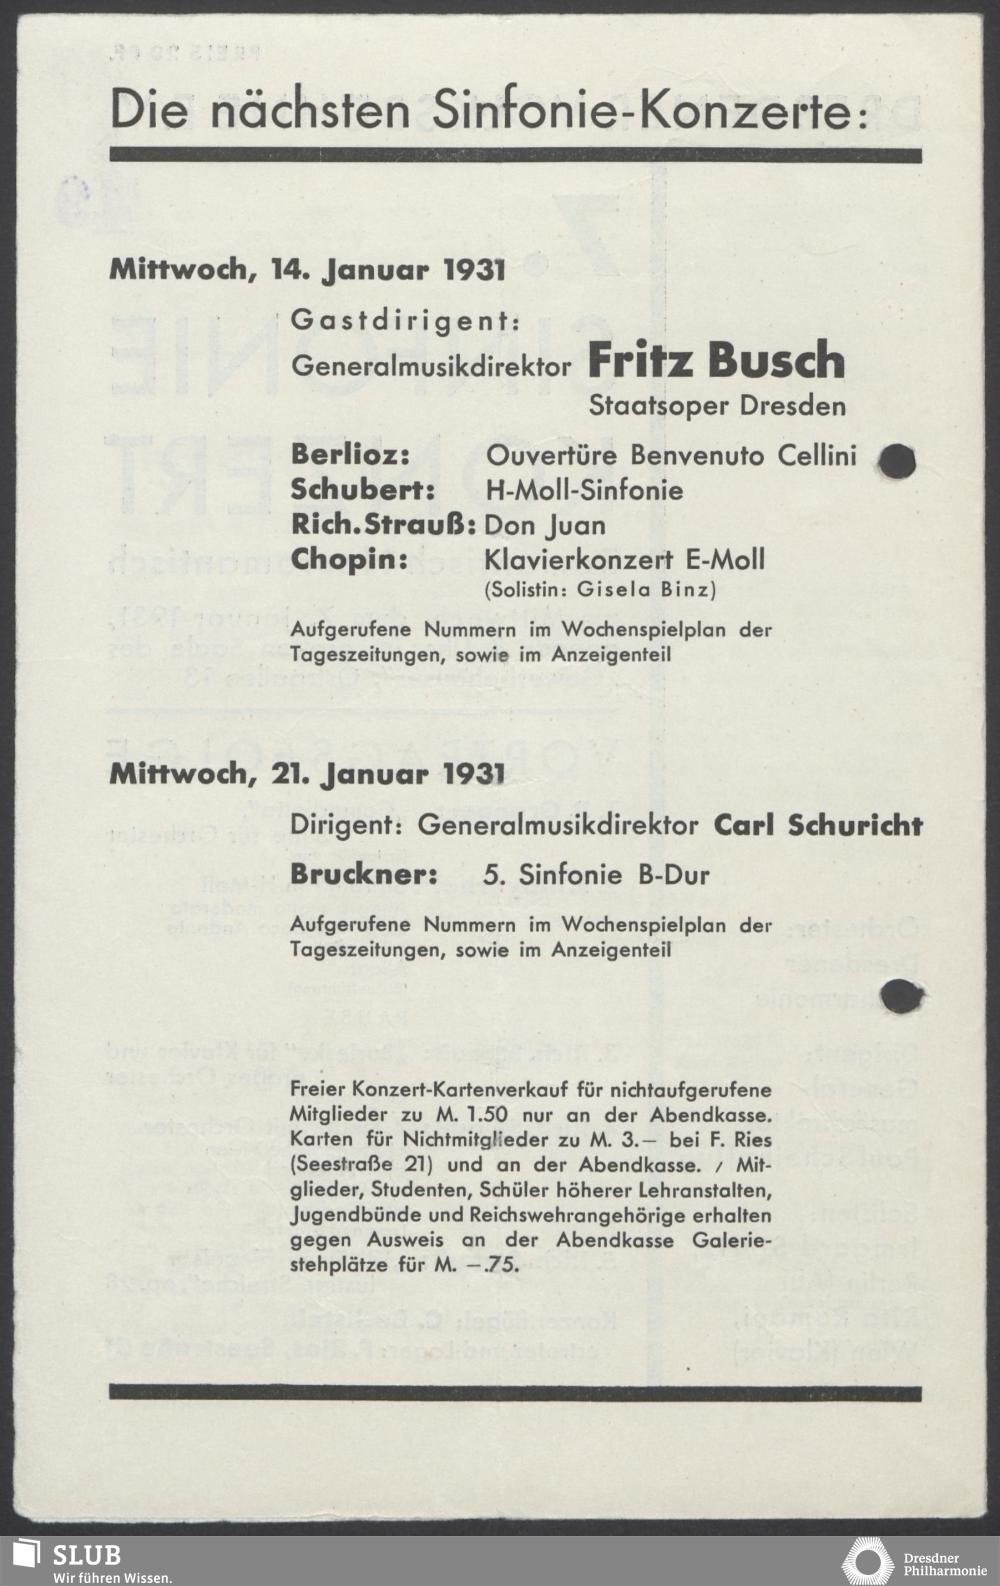 Die nächsten Sinfonie-Konzerte:
Mittwoch, 14. Januar 1931
Gastdirigent:
Generalmusikdirektor Fritz Busch
Staatsoper Dresden
Berlioz: Ouvertüre Benvenuto Cellini
Schubert: H-Moll-Sinfonie
Rich. Strauß: Don Juan
Chopin: Klavierkonzert E-Moll
(Solistin: Gisela Binz)
Aufgerufene Nummern im Wochenspielplan der
Tageszeitungen, sowie im Anzeigenteil
Mittwoch, 21. Januar 1931
Dirigent: Generalmusikdirektor Carl Schuricht
Bruckner: 5. Sinfonie B-Dur
Aufgerufene Nummern im Wochenspielplan der
Tageszeitungen, sowie im Anzeigenteil
Freier Konzert-Kartenverkauf für nichtaufgerufene
Mitglieder zu M. 1.50 nur an der Abendkasse.
Karten für Nichtmitglieder zu M. 3.— bei F. Ries
(Seestraße 21) und an der Abendkasse. / Mit-
glieder, Studenten, Schüler höherer Lehranstalten,
Jugendbünde und Reichswehrangehörige erhalten
gegen Ausweis an der Abendkasse Galerie-
stehplätze für M. —.75.
SLUB
Wir führen Wissen.
Dresdner
Philharmonie